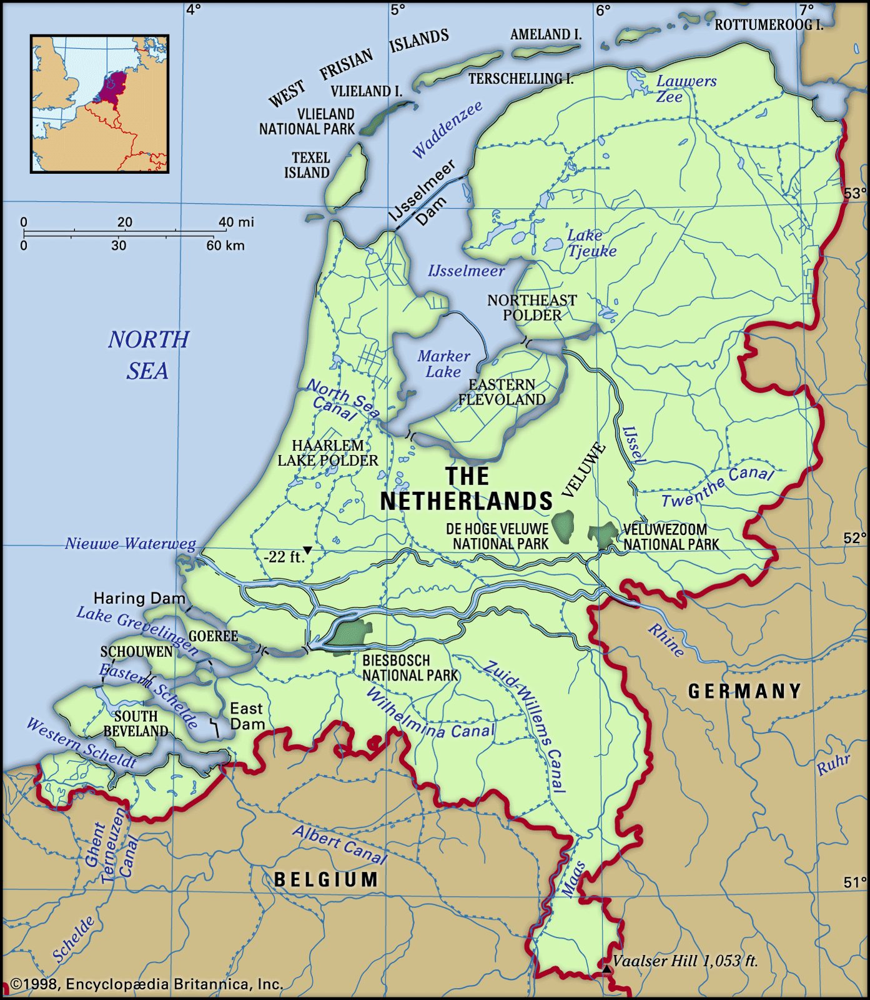 4°
5°
6°
7°
ROTTUMEROOG I.
AMELAND I.
WEST FRISIAN ISLANDS
TERSCHELLING I.
VLIELAND I.
Lauwers
Zee
VLIELAND
NATIONAL PARK
Waddenzee
TEXEL
ISLAND
IJsselmeer
Dam
53°
0 20 40 mi
0 30 60 km
Lake
Tjeuke
IJsselmeer
NORTHEAST
POLDER
NORTH
SEA
Marker
Lake
EASTERN
FLEVOLAND
North Sea
Canal
HAARLEM
LAKE POLDER
IJssel
VELUWE
THE
NETHERLANDS
Twenthe Canal
DE HOGE VELUWE
NATIONAL PARK
VELUWEZOOM
NATIONAL PARK
52°
Nieuwe Waterweg
-22 ft.
Haring Dam
Lake Grevelingen
GOEREE
SCHOUWEN
Eastern Schelde
BIESBOSCH
NATIONAL PARK
Rhine
Zuid-Willems Canal
GERMANY
Wilhelmina Canal
East
Dam
SOUTH
BEVELAND
Western Scheldt
Ruhr
Ghent
Terneuzen
Canal
Albert Canal
BELGIUM
Maas
51°
Schelde
Vaalser Hill 1,053 ft.
©1998, Encyclopædia Britannica, Inc.